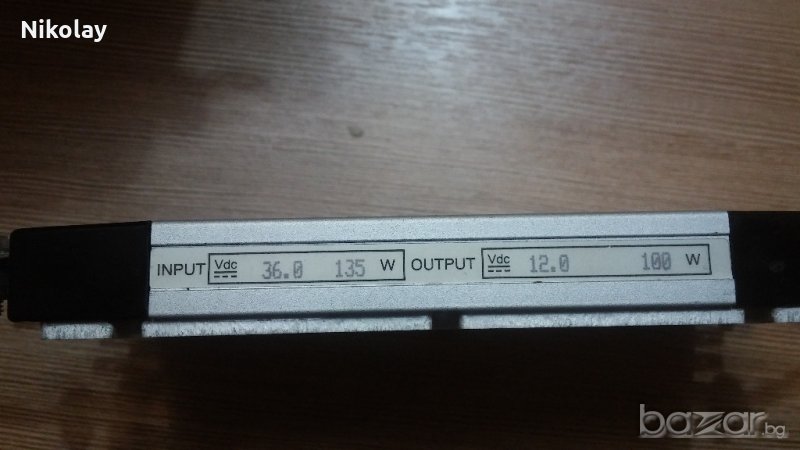 Nikolay
INPUT Vdc 36.0 135 W OUTPUT Vdc 12.0 100 W
bazar.bg